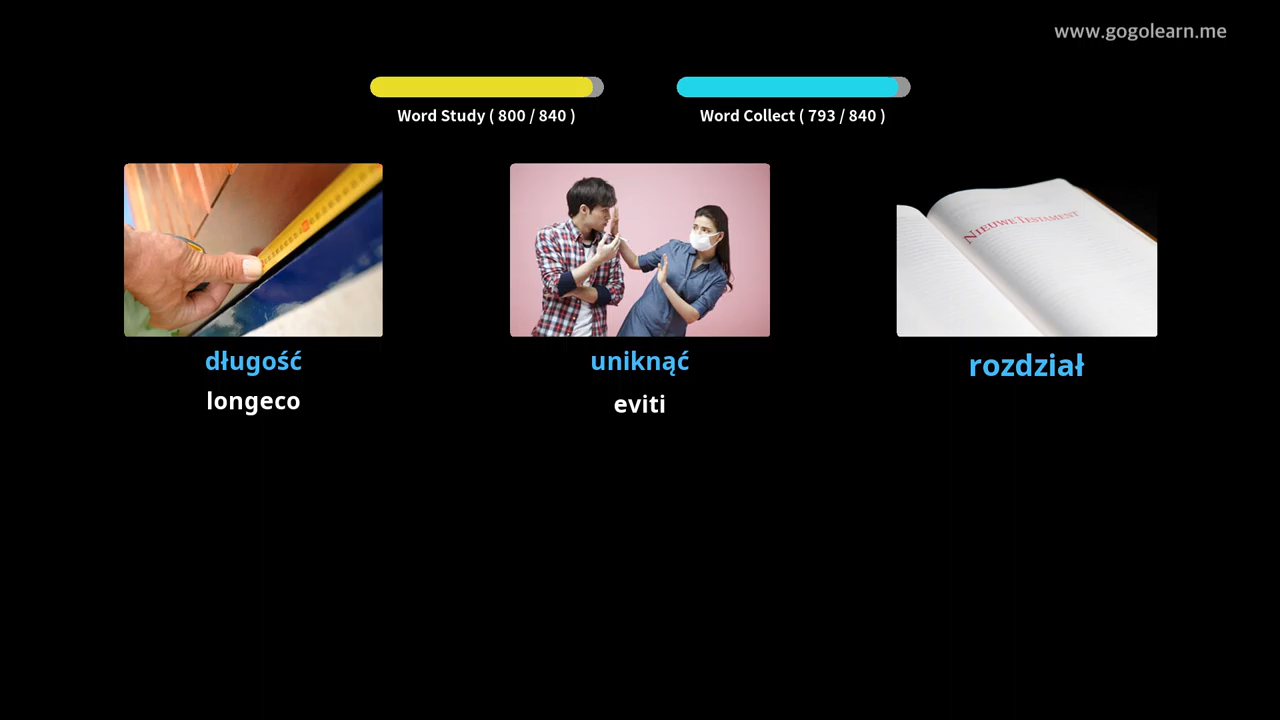 www.gogolearn.me
Word Study ( 800 / 840 )
Word Collect ( 793 / 840 )
NIEUWE TESTAMENT
długość
uniknąć
rozdział
longeco
eviti